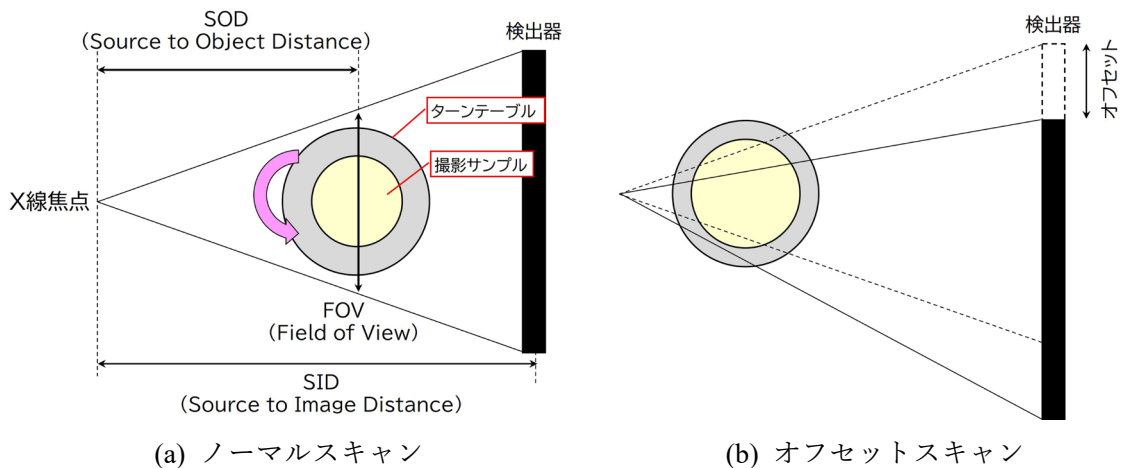 SOD
(Source to Object Distance)
検出器
ターンテーブル
撮影サンプル
X線焦点
FOV
(Field of View)
SID
(Source to Image Distance)
(a) ノーマルスキャン
検出器
オフセット
(b) オフセットスキャン